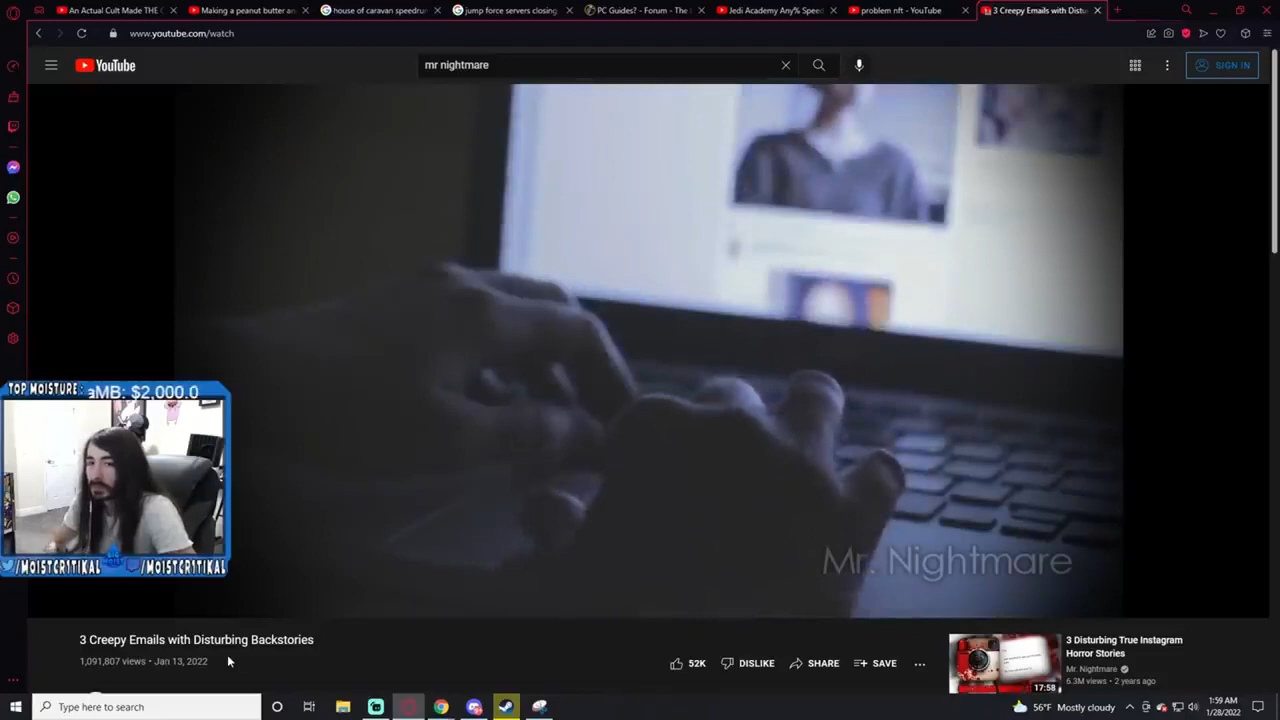 An Actual Cult Made THE
Making a peanut butter an
house of caravan speedrun
jump force servers closing
PC Guides? - Forum - The
Jedi Academy Any% Speed
problem nft - YouTube
3 Creepy Emails with Distu
www.youtube.com/watch
YouTube
mr nightmare
SIGN IN
TOP MOISTURE :
aMB: $2,000.0
/MOISTCR1TIKAL
/MOISTCR1TIKAL
Mr. Nightmare
3 Creepy Emails with Disturbing Backstories
1,091,807 views • Jan 13, 2022
52K
DISLIKE
SHARE
SAVE
3 Disturbing True Instagram
Horror Stories
Mr. Nightmare
6.3M views • 2 years ago
17:58
Type here to search
56°F Mostly cloudy
1:59 AM
1/28/2022